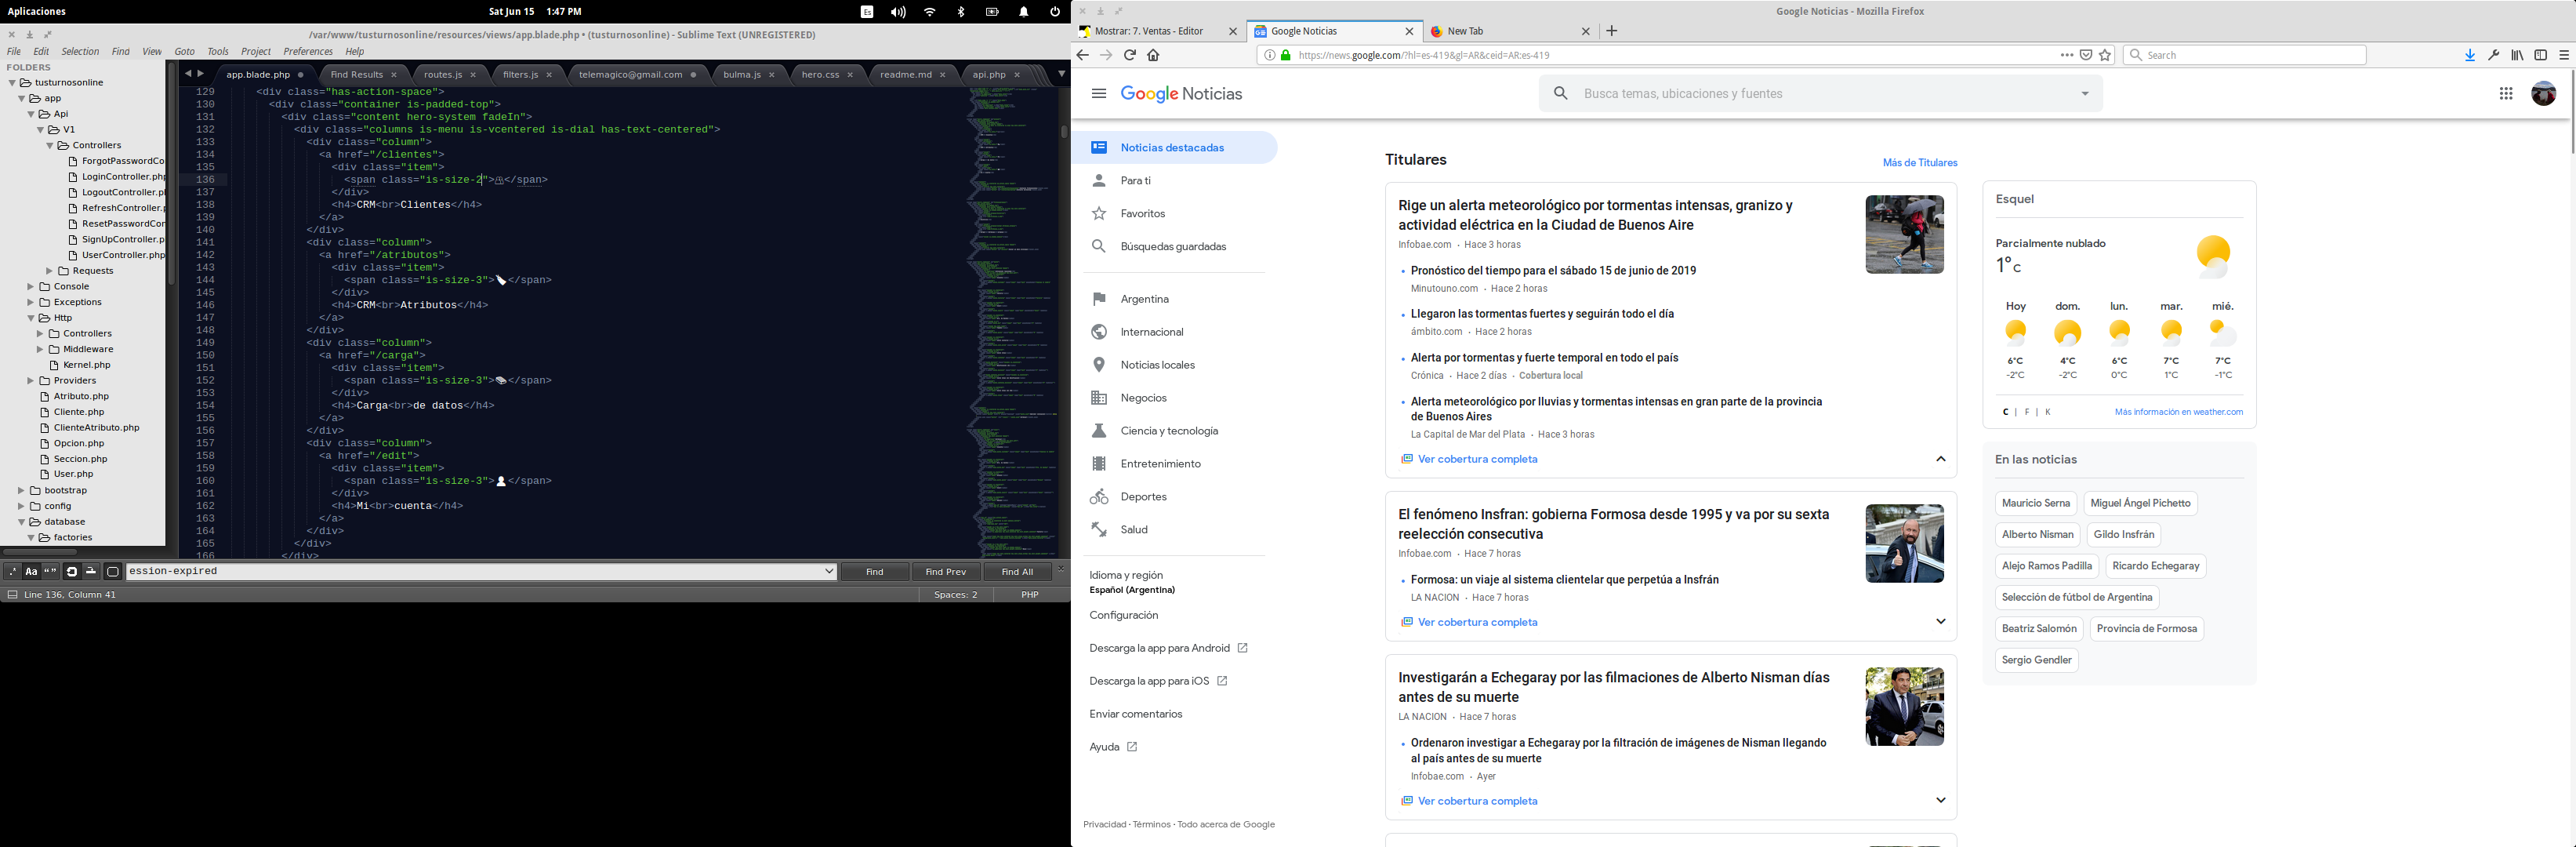 Aplicaciones
Sat Jun 15 1:47 PM
Es
/var/www/tusturnosonline/resources/views/app.blade.php • (tusturnosonline) - Sublime Text (UNREGISTERED)
File Edit Selection Find View Goto Tools Project Preferences Help
FOLDERS
tusturnosonline
app
Api
V1
Controllers
ForgotPasswordCo
LoginController.php
LogoutController.p
RefreshController.p
ResetPasswordCon
SignUpController.p
UserController.php
Requests
Console
Exceptions
Http
Controllers
Middleware
Kernel.php
Providers
Atributo.php
Cliente.php
ClienteAtributo.php
Opcion.php
Seccion.php
User.php
bootstrap
config
database
factories
app.blade.php
Find Results
routes.js
filters.js
telemagico@gmail.com
bulma.js
hero.css
readme.md
api.php
129 <div class="has-action-space">
130 <div class="container is-padded-top">
131 <div class="content hero-system fadeIn">
132 <div class="columns is-menu is-vcentered is-dial has-text-centered">
133 <div class="column">
134 <a href="/clientes">
135 <div class="item">
136 <span class="is-size-2"></span>
137 </div>
138 <h4>CRM<br>Clientes</h4>
139 </a>
140 </div>
141 <div class="column">
142 <a href="/atributos">
143 <div class="item">
144 <span class="is-size-3"></span>
145 </div>
146 <h4>CRM<br>Atributos</h4>
147 </a>
148 </div>
149 <div class="column">
150 <a href="/carga">
151 <div class="item">
152 <span class="is-size-3"></span>
153 </div>
154 <h4>Carga<br>de datos</h4>
155 </a>
156 </div>
157 <div class="column">
158 <a href="/edit">
159 <div class="item">
160 <span class="is-size-3">👤</span>
161 </div>
162 <h4>Mi<br>cuenta</h4>
163 </a>
164 </div>
165 </div>
166 </div>
.* Aa “”
ession-expired
Find
Find Prev
Find All
Line 136, Column 41
Spaces: 2
PHP
Google Noticias - Mozilla Firefox
Mostrar: 7. Ventas - Editor
Google Noticias
New Tab
https://news.google.com/?hl=es-419&gl=AR&ceid=AR:es-419
Search
Google Noticias
Busca temas, ubicaciones y fuentes
Noticias destacadas
Para ti
Favoritos
Búsquedas guardadas
Argentina
Internacional
Noticias locales
Negocios
Ciencia y tecnología
Entretenimiento
Deportes
Salud
Idioma y región
Español (Argentina)
Configuración
Descarga la app para Android
Descarga la app para iOS
Enviar comentarios
Ayuda
Privacidad · Términos · Todo acerca de Google
Titulares
Más de Titulares
Rige un alerta meteorológico por tormentas intensas, granizo y
actividad eléctrica en la Ciudad de Buenos Aire
Infobae.com · Hace 3 horas
• Pronóstico del tiempo para el sábado 15 de junio de 2019
Minutouno.com · Hace 2 horas
• Llegaron las tormentas fuertes y seguirán todo el día
ámbito.com · Hace 2 horas
• Alerta por tormentas y fuerte temporal en todo el país
Crónica · Hace 2 días · Cobertura local
• Alerta meteorológico por lluvias y tormentas intensas en gran parte de la provincia
de Buenos Aires
La Capital de Mar del Plata · Hace 3 horas
Ver cobertura completa
El fenómeno Insfran: gobierna Formosa desde 1995 y va por su sexta
reelección consecutiva
Infobae.com · Hace 7 horas
• Formosa: un viaje al sistema clientelar que perpetúa a Insfrán
LA NACION · Hace 7 horas
Ver cobertura completa
Investigarán a Echegaray por las filmaciones de Alberto Nisman días
antes de su muerte
LA NACION · Hace 7 horas
• Ordenaron investigar a Echegaray por la filtración de imágenes de Nisman llegando
al país antes de su muerte
Infobae.com · Ayer
Ver cobertura completa
Esquel
Parcialmente nublado
1°C
Hoy dom. lun. mar. mié.
6°C 4°C 6°C 7°C 7°C
-2°C -2°C 0°C 1°C -1°C
C | F | K
Más información en weather.com
En las noticias
Mauricio Serna
Miguel Ángel Pichetto
Alberto Nisman
Gildo Insfrán
Alejo Ramos Padilla
Ricardo Echegaray
Selección de fútbol de Argentina
Beatriz Salomón
Provincia de Formosa
Sergio Gendler